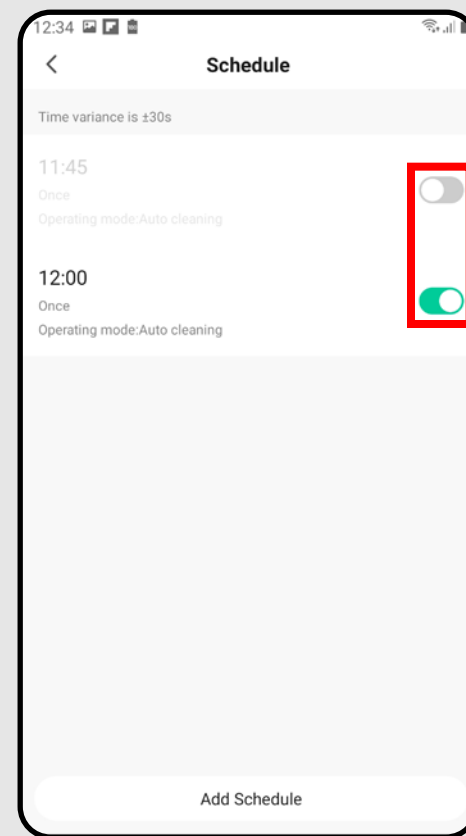 12:34
Schedule
Time variance is ±30s
11:45
Once
Operating mode:Auto cleaning
12:00
Once
Operating mode:Auto cleaning
Add Schedule